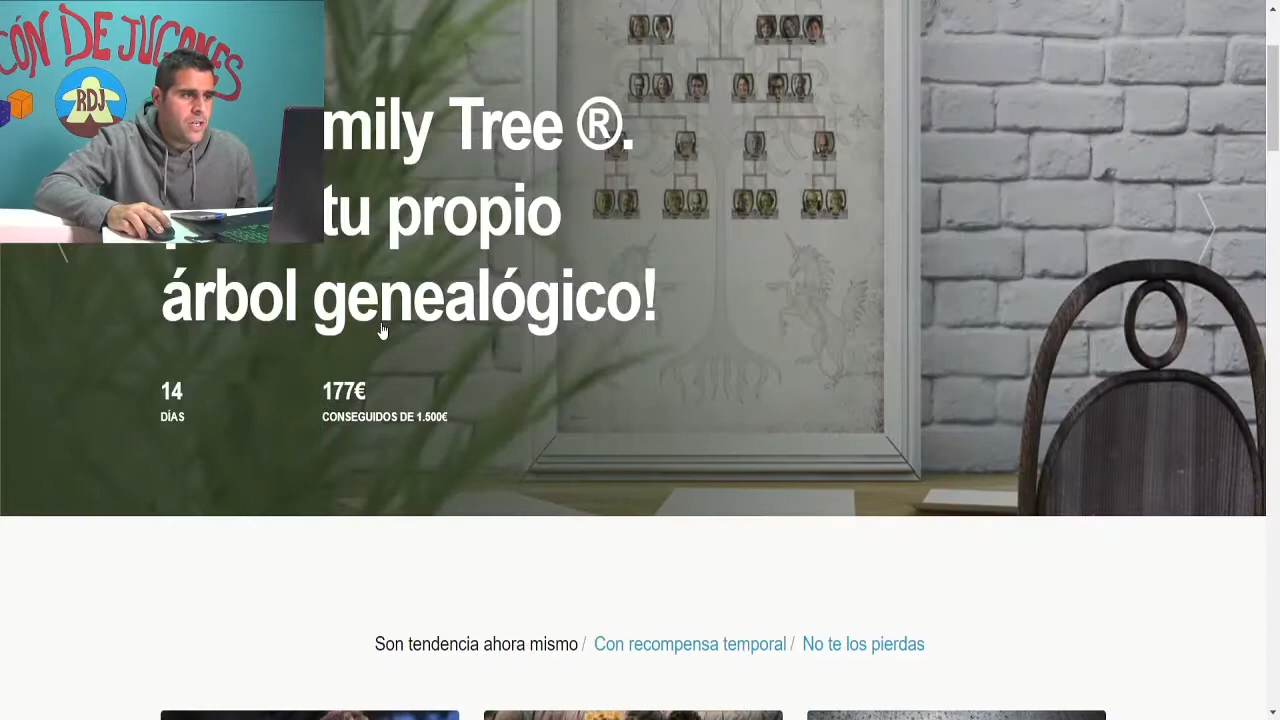 CÓN DE JUGONES
RDJ
mily Tree ®.
tu propio
árbol genealógico!
14
DÍAS
177€
CONSEGUIDOS DE 1.500€
Son tendencia ahora mismo / Con recompensa temporal / No te los pierdas